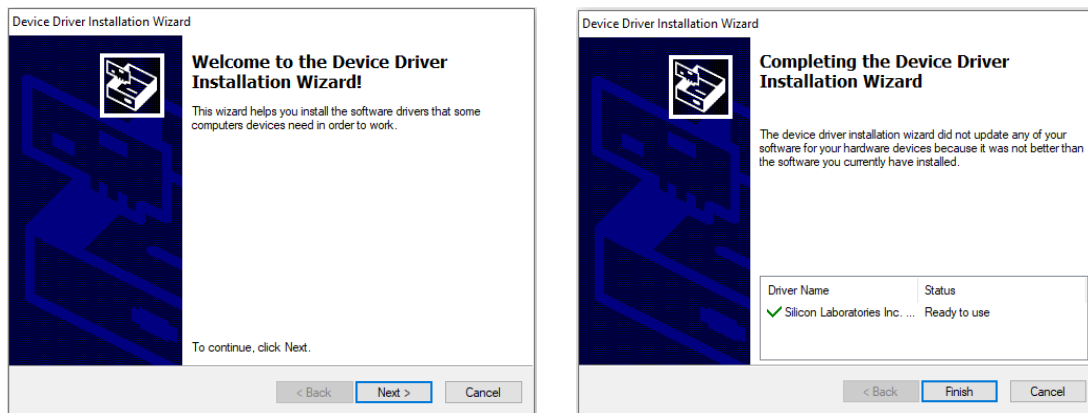 Device Driver Installation Wizard
Welcome to the Device Driver
Installation Wizard!
This wizard helps you install the software drivers that some
computers devices need in order to work.
To continue, click Next.
< Back
Next >
Cancel
Device Driver Installation Wizard
Completing the Device Driver
Installation Wizard
The device driver installation wizard did not update any of your
software for your hardware devices because it was not better than
the software you currently have installed.
Driver Name Status
Silicon Laboratories Inc. ... Ready to use
< Back
Finish
Cancel